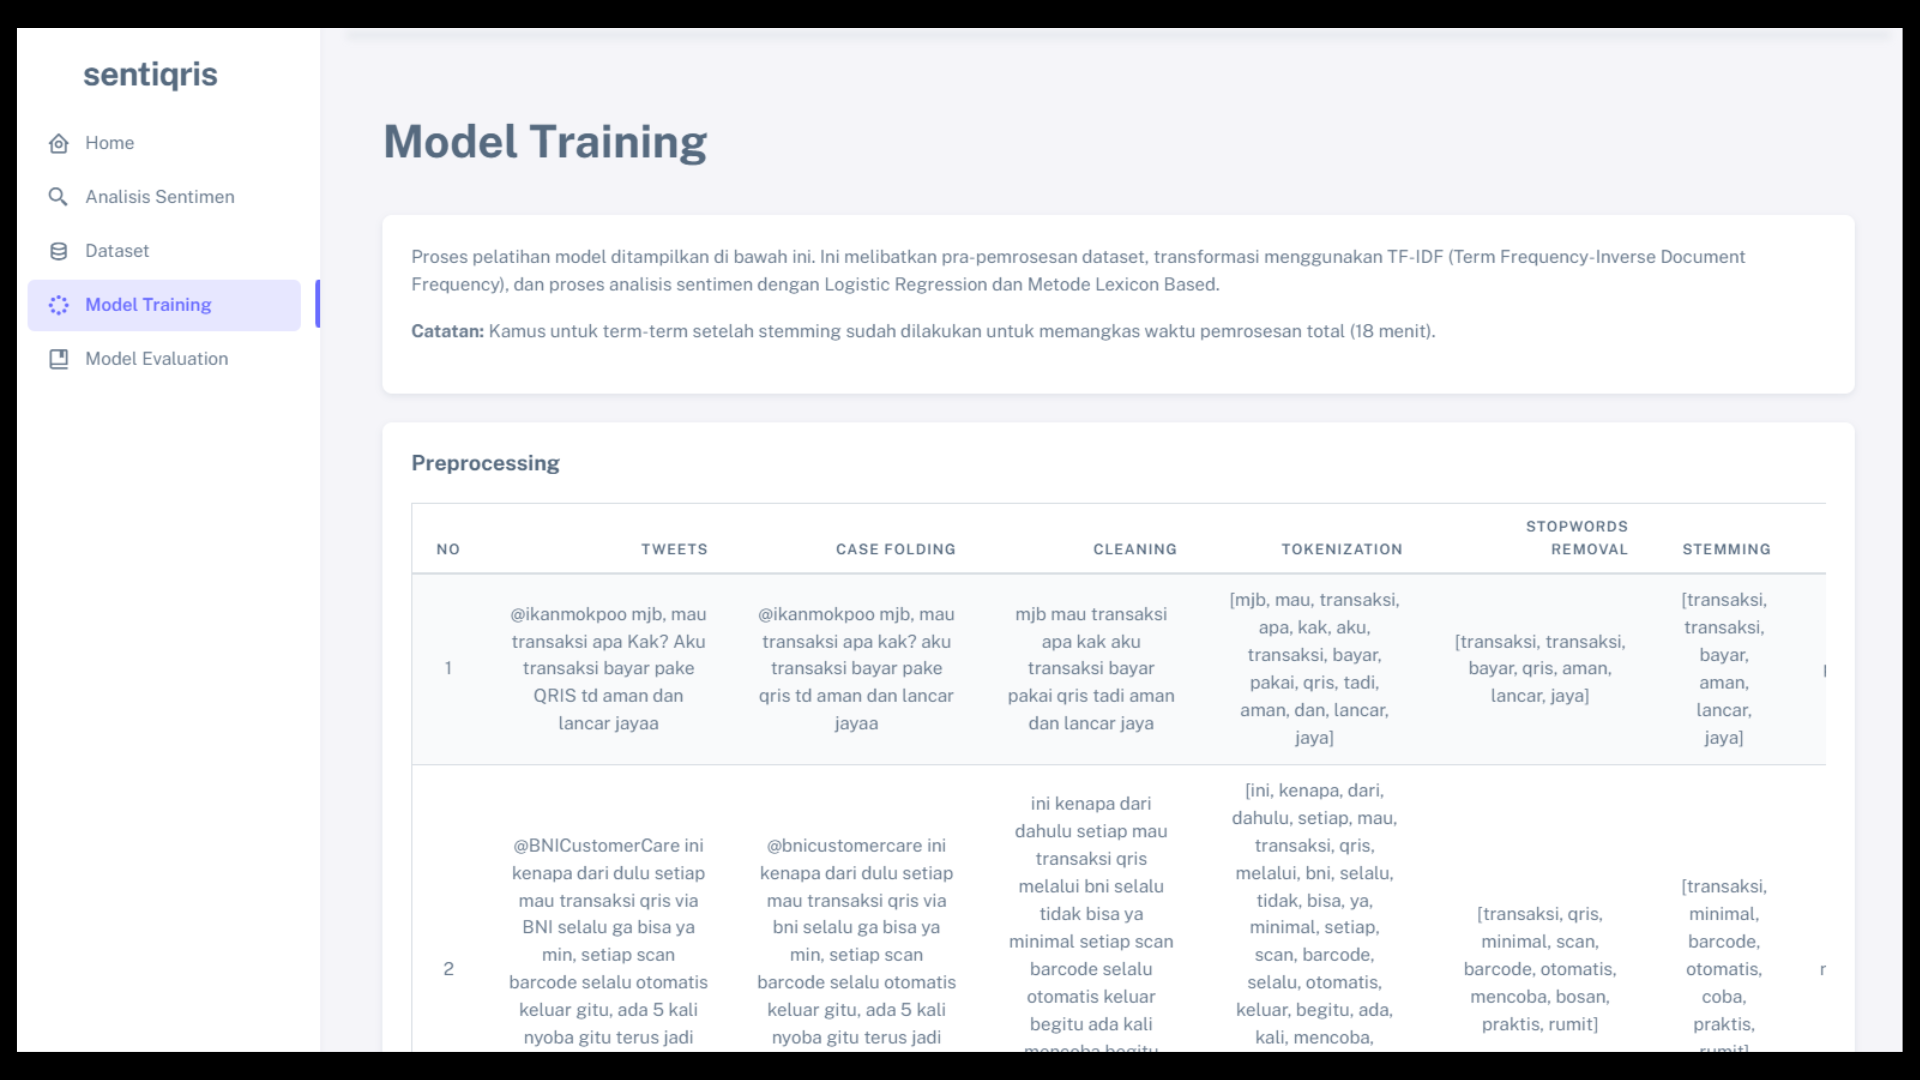 sentiqris
Home
Analisis Sentimen
Dataset
Model Training
Model Evaluation
Model Training
Proses pelatihan model ditampilkan di bawah ini. Ini melibatkan pra-pemrosesan dataset, transformasi menggunakan TF-IDF (Term Frequency-Inverse Document
Frequency), dan proses analisis sentimen dengan Logistic Regression dan Metode Lexicon Based.
Catatan: Kamus untuk term-term setelah stemming sudah dilakukan untuk memangkas waktu pemrosesan total (18 menit).
Preprocessing
NO
TWEETS
CASE FOLDING
CLEANING
TOKENIZATION
STOPWORDS
REMOVAL
STEMMING
1
@ikanmokpoo mjb, mau
transaksi apa Kak? Aku
transaksi bayar pake
QRIS td aman dan
lancar jayaa
@ikanmokpoo mjb, mau
transaksi apa kak? aku
transaksi bayar pake
qris td aman dan lancar
jayaa
mjb mau transaksi
apa kak aku
transaksi bayar
pakai qris tadi aman
dan lancar jaya
[mjb, mau, transaksi,
apa, kak, aku,
transaksi, bayar,
pakai, qris, tadi,
aman, dan, lancar,
jaya]
[transaksi, transaksi,
bayar, qris, aman,
lancar, jaya]
[transaksi,
transaksi,
bayar,
aman,
lancar,
jaya]
2
@BNICustomerCare ini
kenapa dari dulu setiap
mau transaksi qris via
BNI selalu ga bisa ya
min, setiap scan
barcode selalu otomatis
keluar gitu, ada 5 kali
nyoba gitu terus jadi
@bnicustomercare ini
kenapa dari dulu setiap
mau transaksi qris via
bni selalu ga bisa ya
min, setiap scan
barcode selalu otomatis
keluar gitu, ada 5 kali
nyoba gitu terus jadi
ini kenapa dari
dahulu setiap mau
transaksi qris
melalui bni selalu
tidak bisa ya
minimal setiap scan
barcode selalu
otomatis keluar
begitu ada kali
mencoba begitu
[ini, kenapa, dari,
dahulu, setiap, mau,
transaksi, qris,
melalui, bni, selalu,
tidak, bisa, ya,
minimal, setiap,
scan, barcode,
selalu, otomatis,
keluar, begitu, ada,
kali, mencoba,
[transaksi, qris,
minimal, scan,
barcode, otomatis,
mencoba, bosan,
praktis, rumit]
[transaksi,
minimal,
barcode,
otomatis,
coba,
praktis,
rumit]